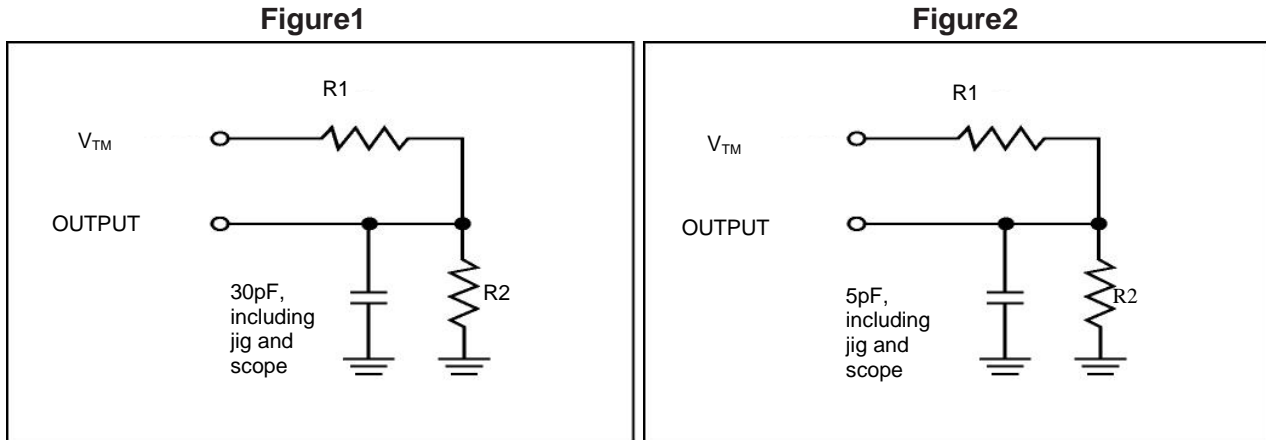 Figure1
R1
VTM
OUTPUT
30pF,
including
jig and
scope
R2
Figure2
R1
VTM
OUTPUT
5pF,
including
jig and
scope
R2